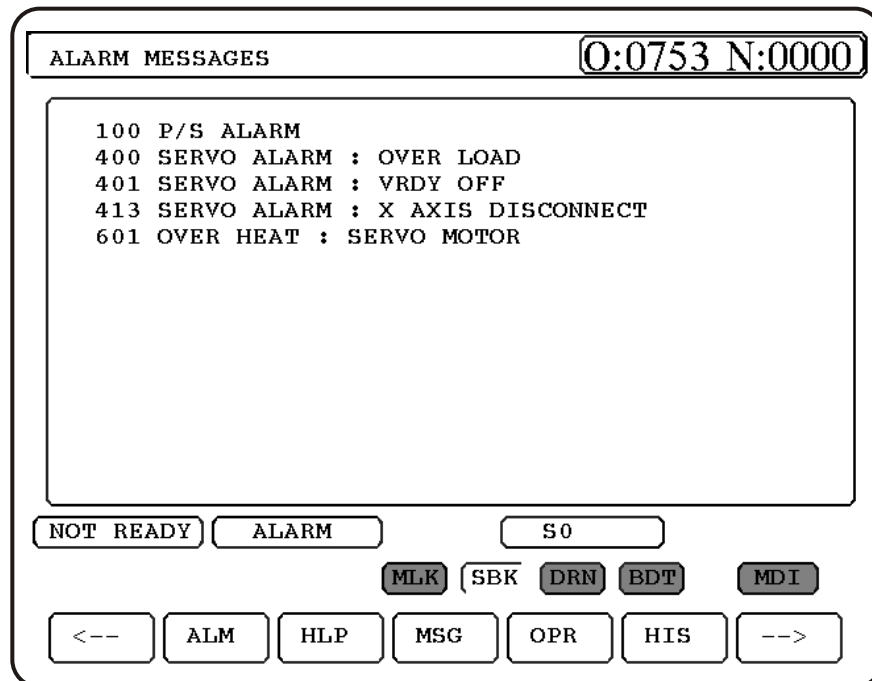 ALARM MESSAGES O:0753 N:0000
100 P/S ALARM
400 SERVO ALARM : OVER LOAD
401 SERVO ALARM : VRDY OFF
413 SERVO ALARM : X AXIS DISCONNECT
601 OVER HEAT : SERVO MOTOR
NOT READY ALARM S0
MLK SBK DRN BDT MDI
<-- ALM HLP MSG OPR HIS -->